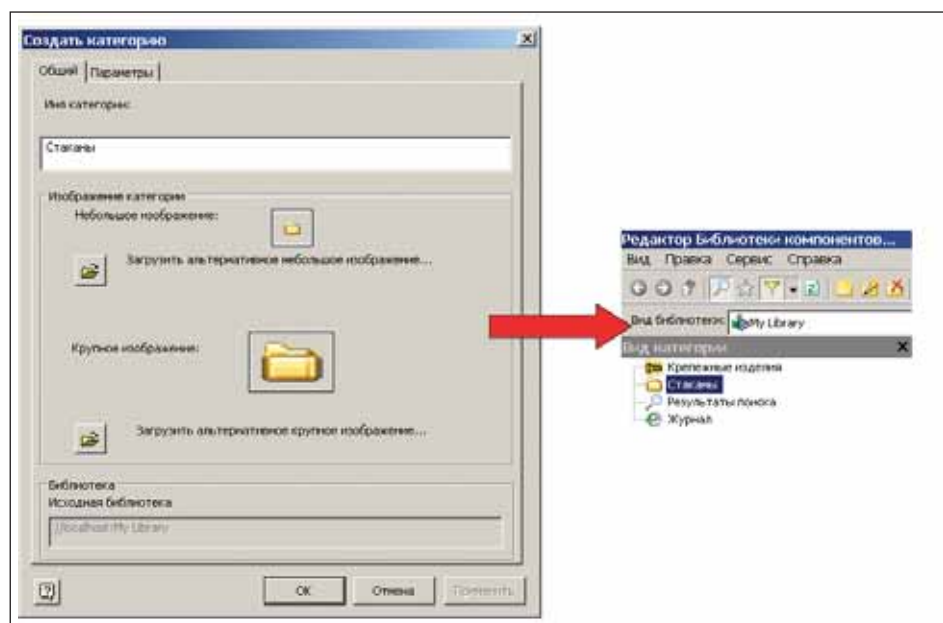 Создать категорию
Общий Параметры
Имя категории:
Стаканы
Изображение категории
Небольшое изображение:
Загрузить альтернативное небольшое изображение...
Крупное изображение:
Загрузить альтернативное крупное изображение...
Библиотека
Исходная библиотека
//localhost/My Library
OK Отмена Применить
Редактор Библиотеки компонентов...
Вид Правка Сервис Справка
Вид библиотеки: My Library
Вид категории
Крепежные изделия
Стаканы
Результаты поиска
Журнал